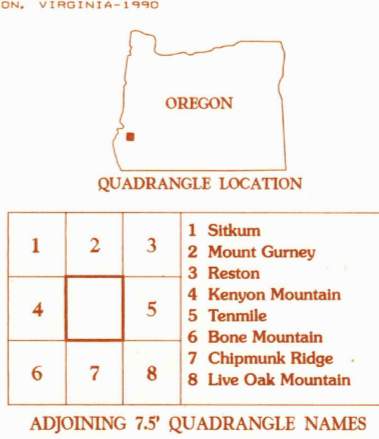 ON, VIRGINIA-1990
OREGON
QUADRANGLE LOCATION
1 2 3
4 5
6 7 8
1 Sitkum
2 Mount Gurney
3 Reston
4 Kenyon Mountain
5 Tenmile
6 Bone Mountain
7 Chipmunk Ridge
8 Live Oak Mountain
ADJOINING 7.5' QUADRANGLE NAMES